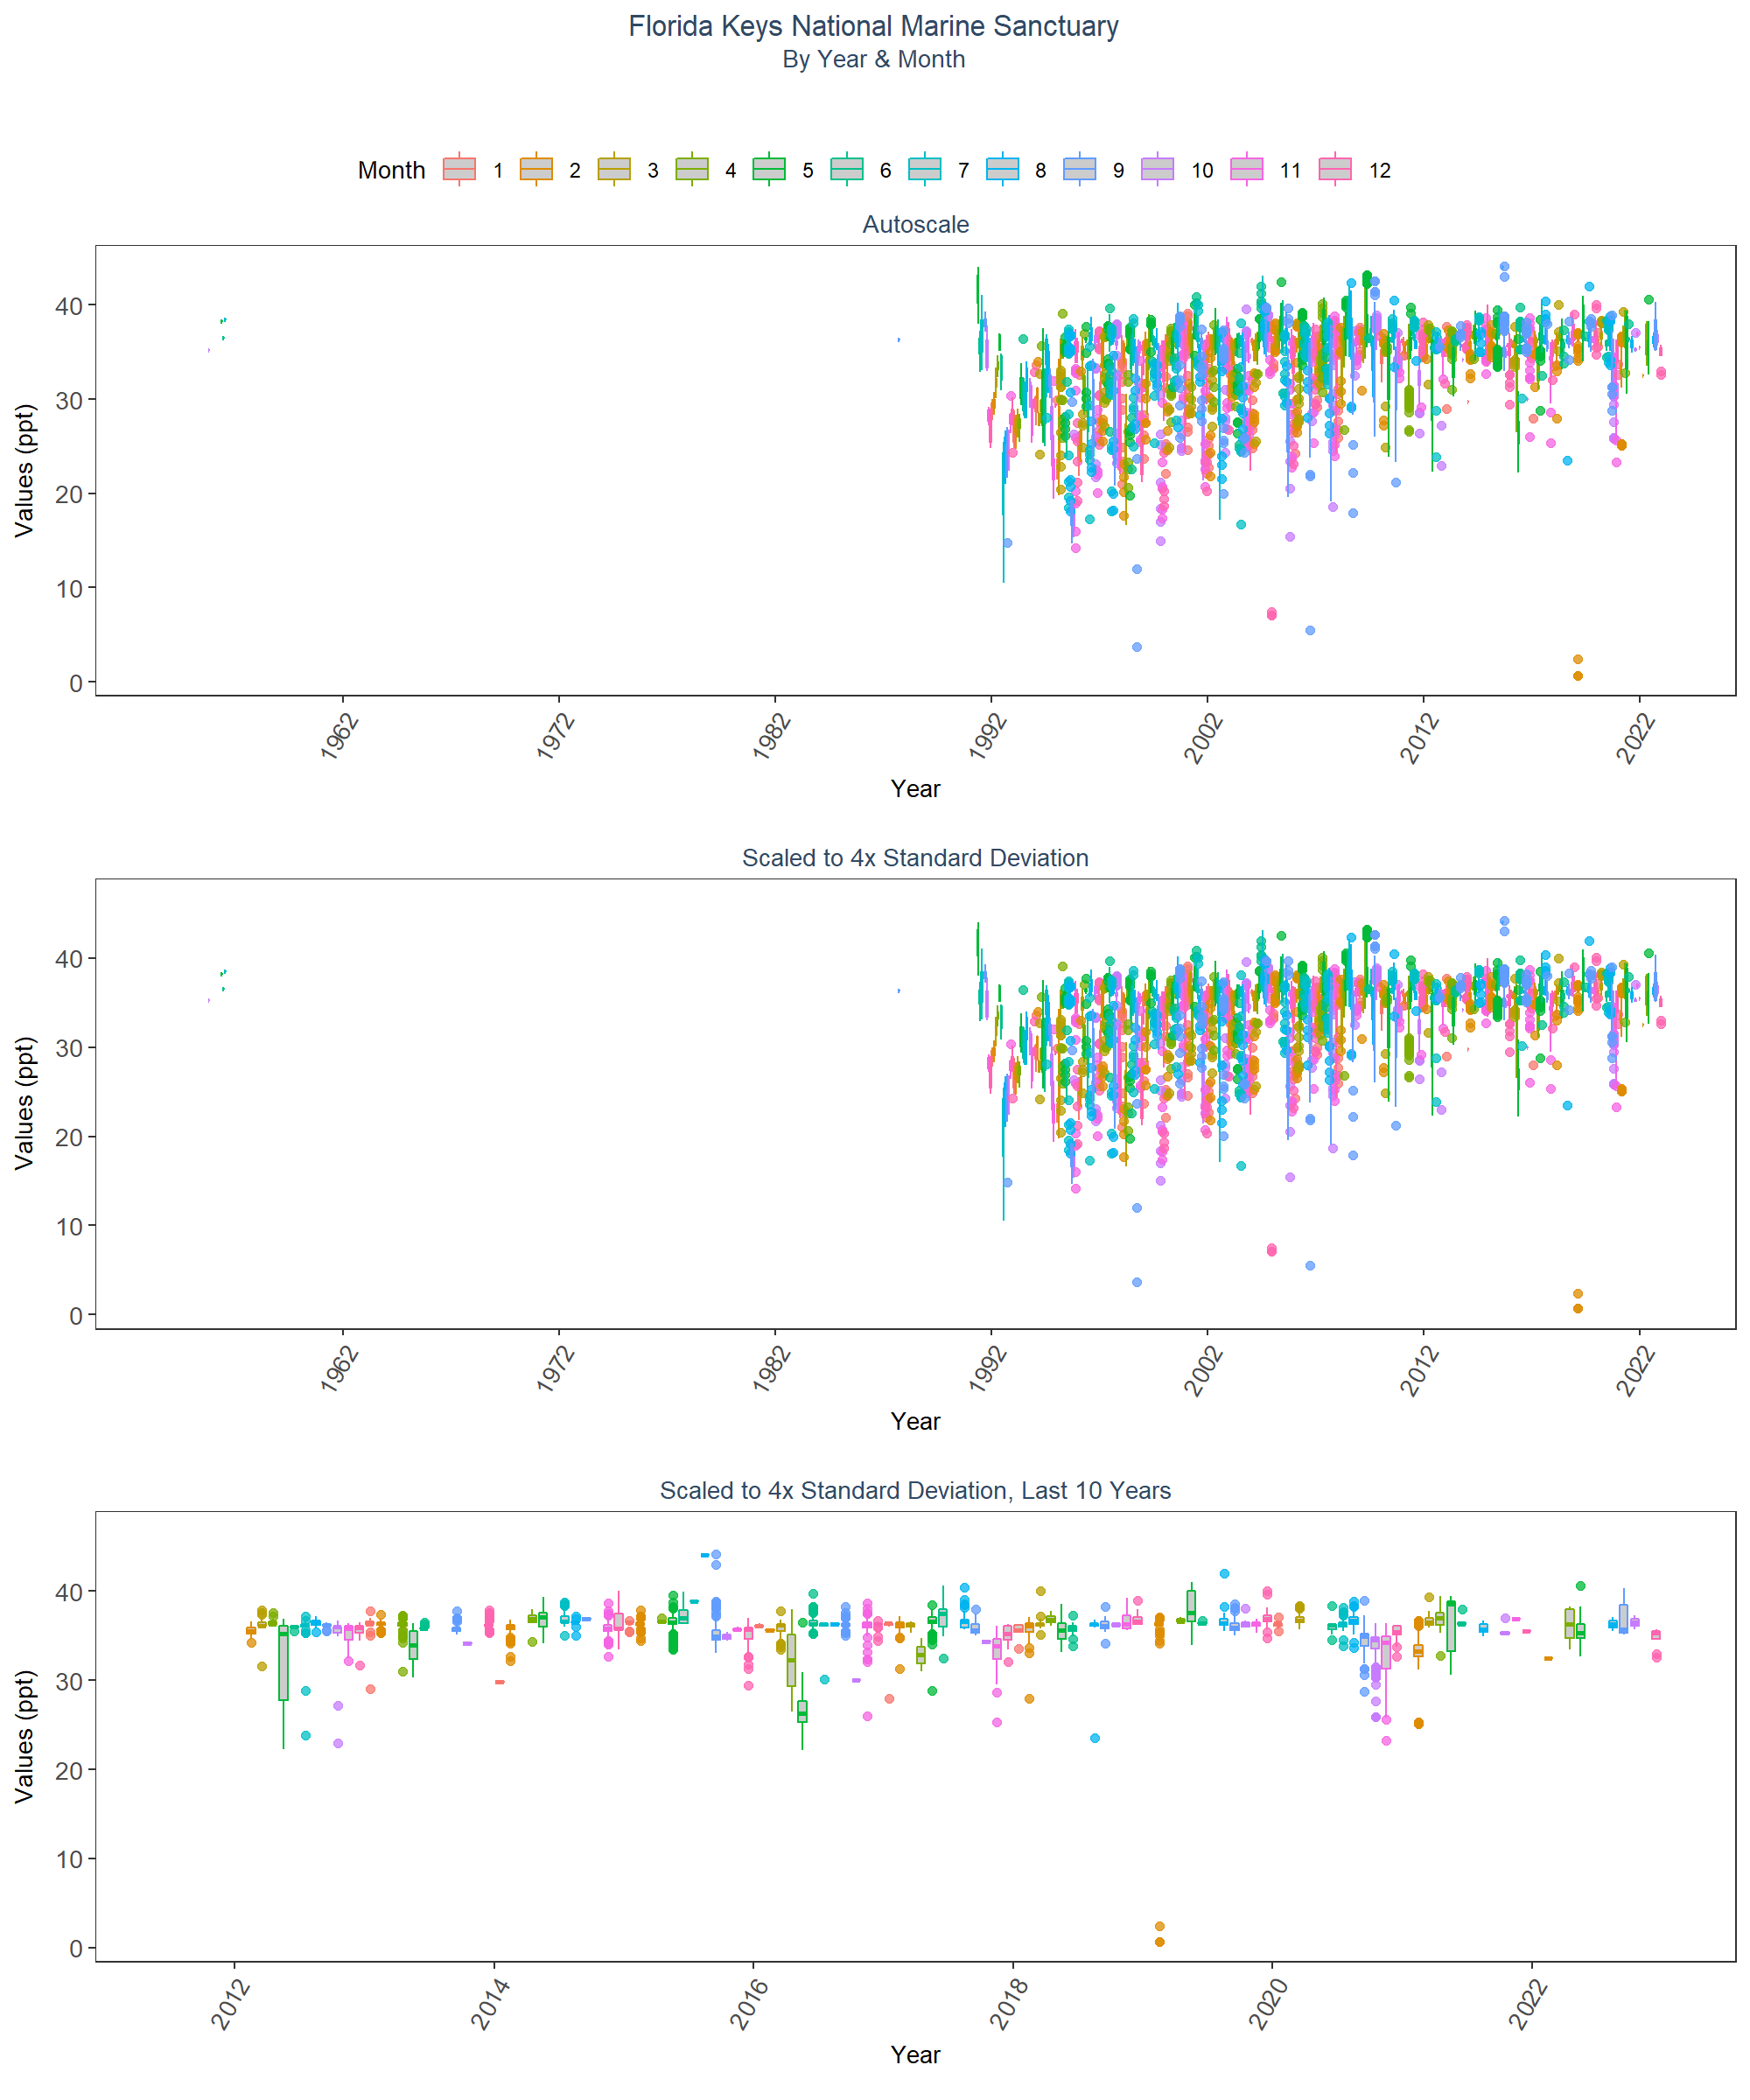 Florida Keys National Marine Sanctuary
By Year & Month
Month 1 2 3 4 5 6 7 8 9 10 11 12
Autoscale
Values (ppt)
40
30
20
10
0
1962 1972 1982 1992 2002 2012 2022
Year
Scaled to 4x Standard Deviation
Values (ppt)
40
30
20
10
0
1962 1972 1982 1992 2002 2012 2022
Year
Scaled to 4x Standard Deviation, Last 10 Years
Values (ppt)
40
30
20
10
0
2012 2014 2016 2018 2020 2022
Year